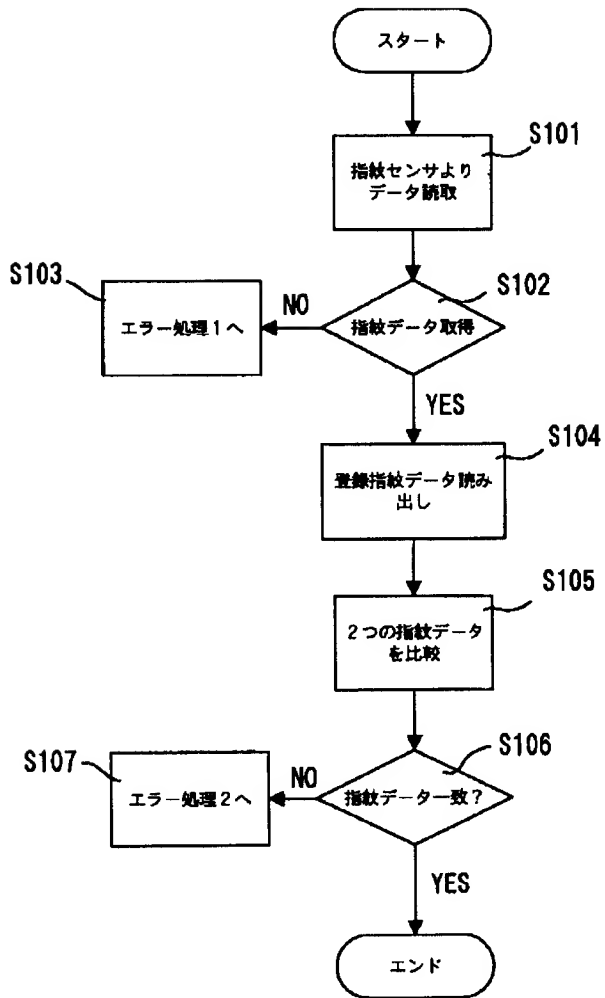 スタート
S101
指紋センサより
データ読取
S103
S102
エラー処理1へ
NO
指紋データ取得
YES
S104
登録指紋データ読み
出し
S105
2つの指紋データ
を比較
S107
S106
エラー処理2へ
NO
指紋データ一致?
YES
エンド